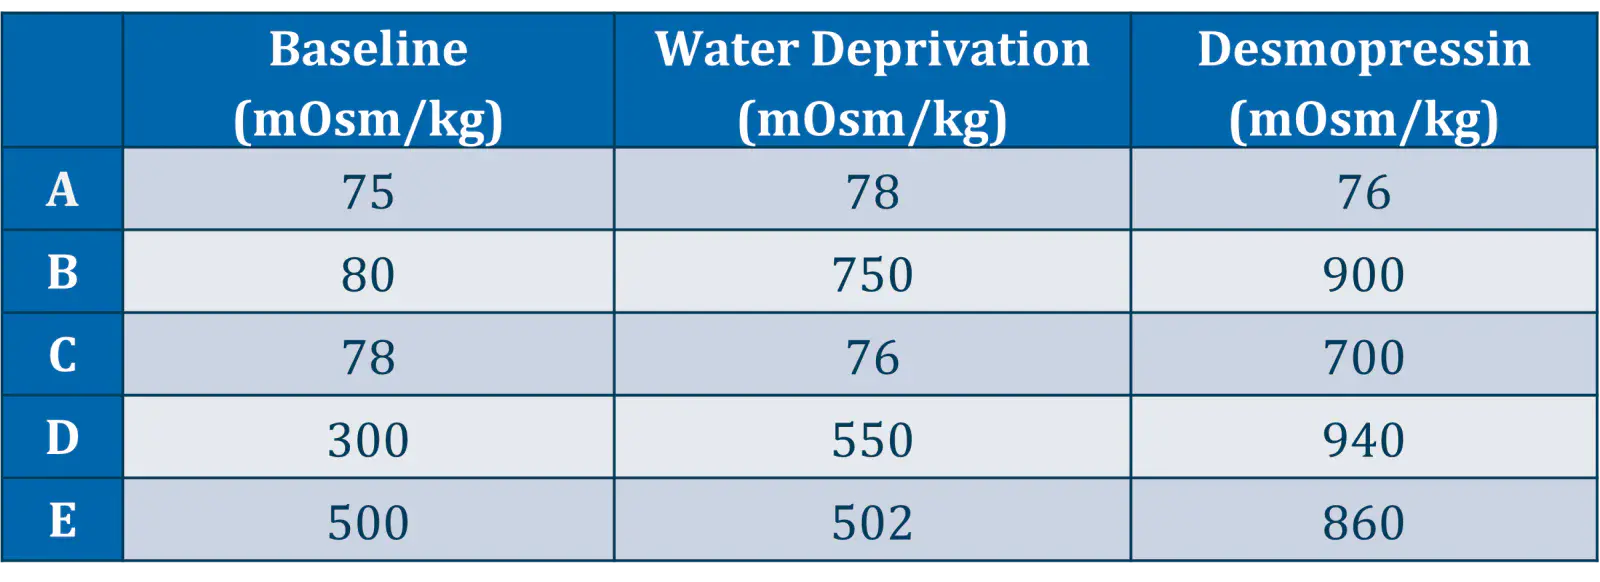 Baseline Water Deprivation Desmopressin
(mOsm/kg) (mOsm/kg) (mOsm/kg)
A 75 78 76
B 80 750 900
C 78 76 700
D 300 550 940
E 500 502 860